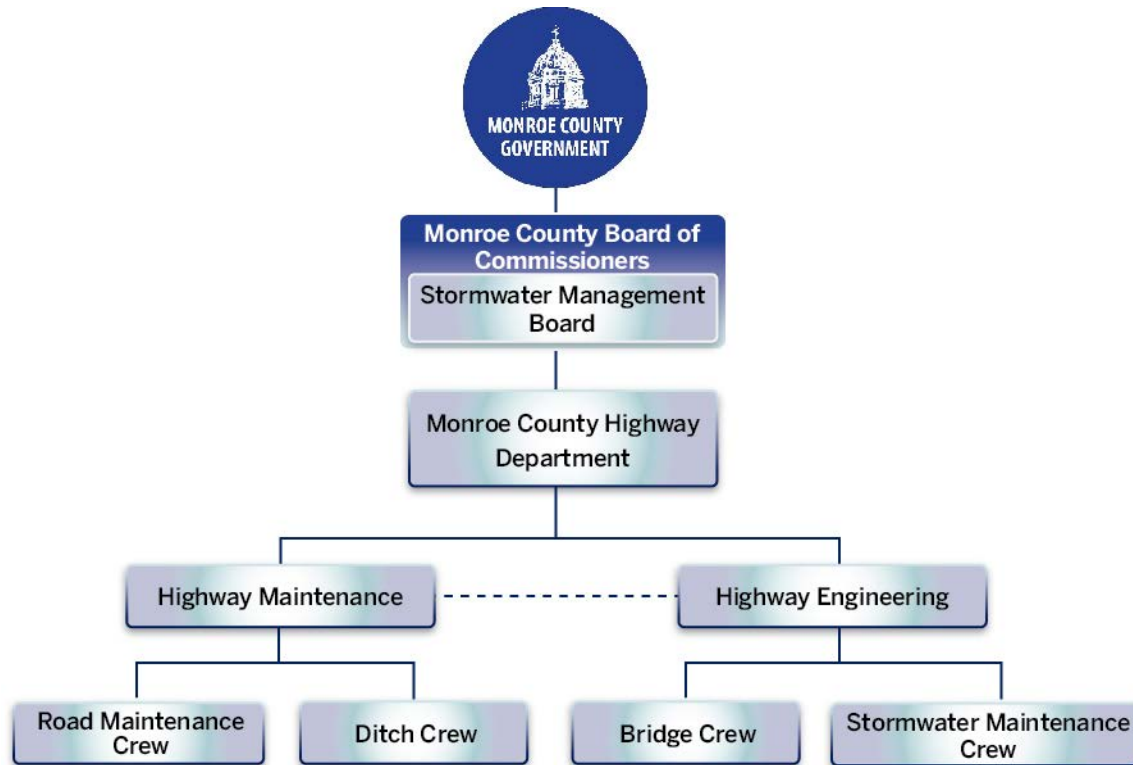 MONROE COUNTY
GOVERNMENT
Monroe County Board of
Commissioners
Stormwater Management
Board
Monroe County Highway
Department
Highway Maintenance
Highway Engineering
Road Maintenance
Crew
Ditch Crew
Bridge Crew
Stormwater Maintenance
Crew